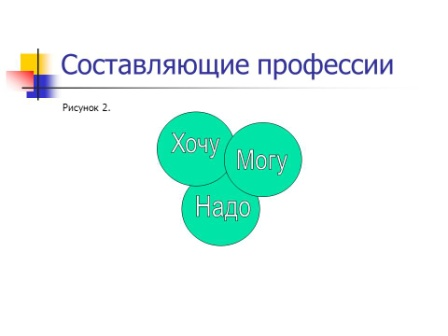 Составляющие профессии
Рисунок 2.
Хочу
Могу
Надо